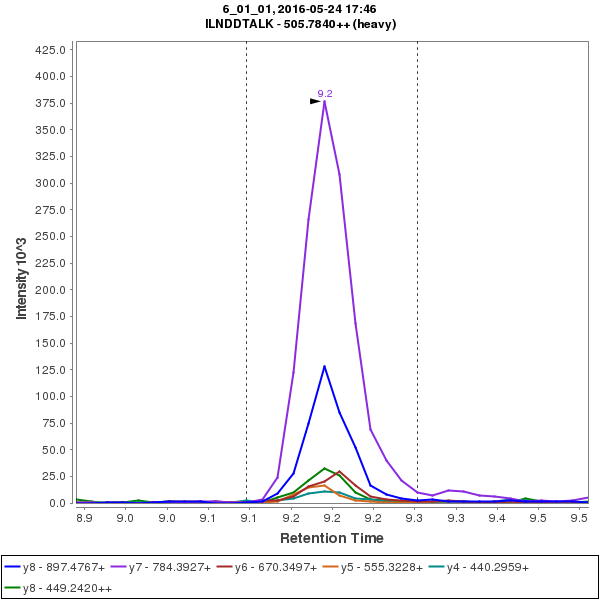 6_01_01, 2016-05-24 17:46
ILNDDTALK - 505.7840++ (heavy)
425.0
400.0
375.0
350.0
325.0
300.0
275.0
250.0
225.0
200.0
175.0
150.0
125.0
100.0
75.0
50.0
25.0
0.0
Intensity 10^3
9.2
8.9 9.0 9.0 9.1 9.1 9.2 9.2 9.2 9.3 9.3 9.4 9.5 9.5
Retention Time
y8 - 897.4767+ y7 - 784.3927+ y6 - 670.3497+ y5 - 555.3228+ y4 - 440.2959+
y8 - 449.2420++